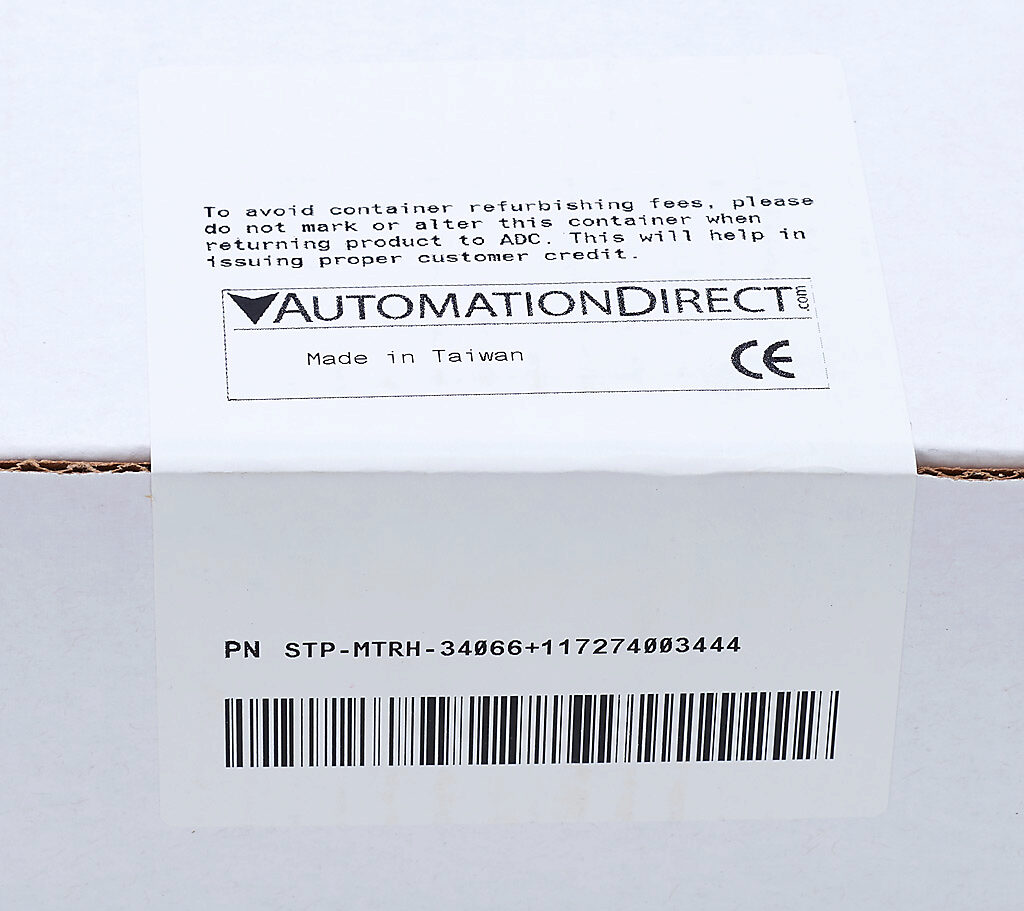 To avoid container refurbishing fees, please
do not mark or alter this container when
returning product to ADC. This will help in
issuing proper customer credit.
AUTOMATIONDIRECT.com
Made in Taiwan
CE
PN STP-MTRH-34066+117274003444